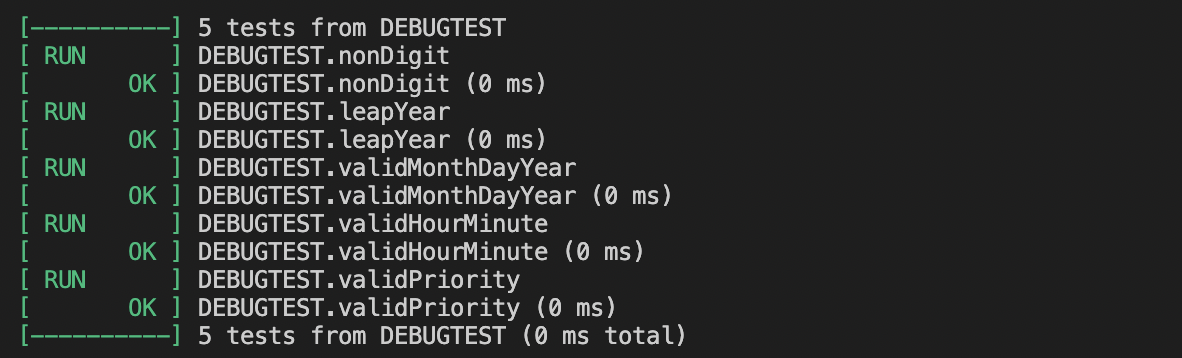 [----------] 5 tests from DEBUGTEST
[ RUN      ] DEBUGTEST.nonDigit
[       OK ] DEBUGTEST.nonDigit (0 ms)
[ RUN      ] DEBUGTEST.leapYear
[       OK ] DEBUGTEST.leapYear (0 ms)
[ RUN      ] DEBUGTEST.validMonthDayYear
[       OK ] DEBUGTEST.validMonthDayYear (0 ms)
[ RUN      ] DEBUGTEST.validHourMinute
[       OK ] DEBUGTEST.validHourMinute (0 ms)
[ RUN      ] DEBUGTEST.validPriority
[       OK ] DEBUGTEST.validPriority (0 ms)
[----------] 5 tests from DEBUGTEST (0 ms total)